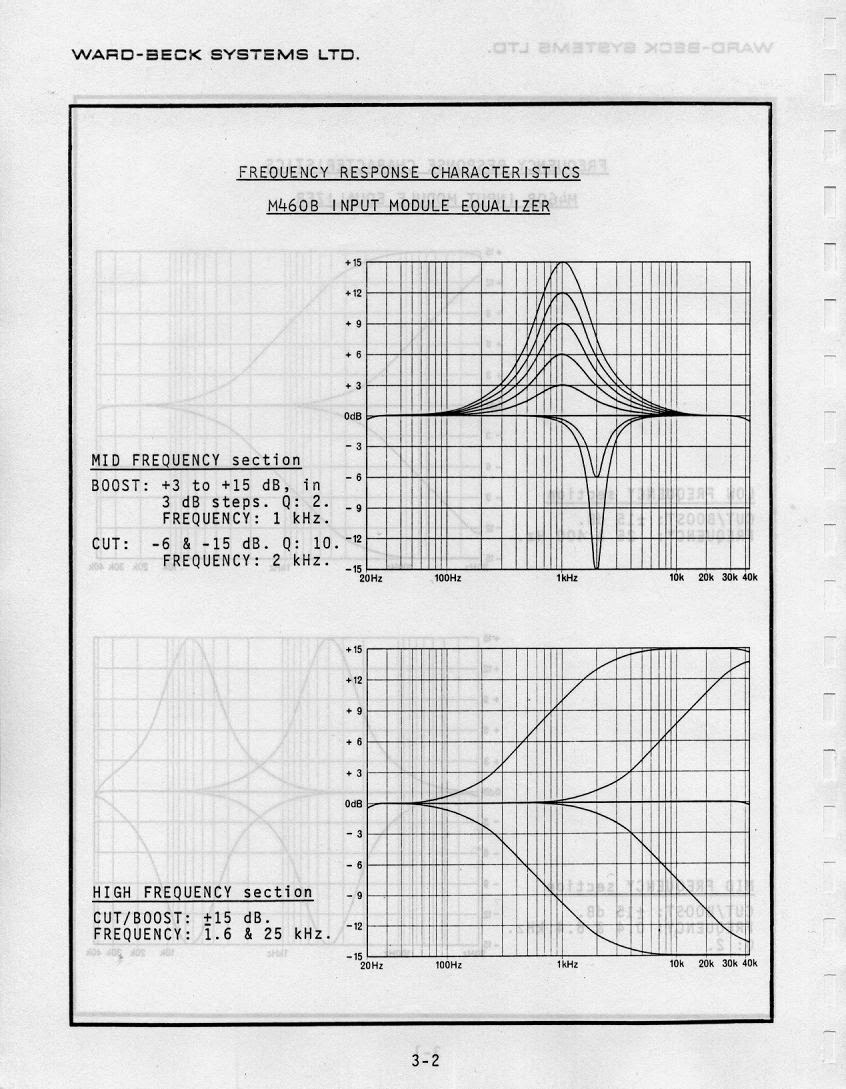 WARD-BECK SYSTEMS LTD.
FREQUENCY RESPONSE CHARACTERISTICS
M460B INPUT MODULE EQUALIZER
+15
+12
+ 9
+ 6
+ 3
0dB
- 3
- 6
- 9
-12
-15
20Hz 100Hz 1kHz 10k 20k 30k 40k
MID FREQUENCY section
BOOST: +3 to +15 dB, in
3 dB steps. Q: 2.
FREQUENCY: 1 kHz.
CUT: -6 & -15 dB. Q: 10.
FREQUENCY: 2 kHz.
+15
+12
+ 9
+ 6
+ 3
0dB
- 3
- 6
- 9
-12
-15
20Hz 100Hz 1kHz 10k 20k 30k 40k
HIGH FREQUENCY section
CUT/BOOST: ±15 dB.
FREQUENCY: 1.6 & 25 kHz.
3-2